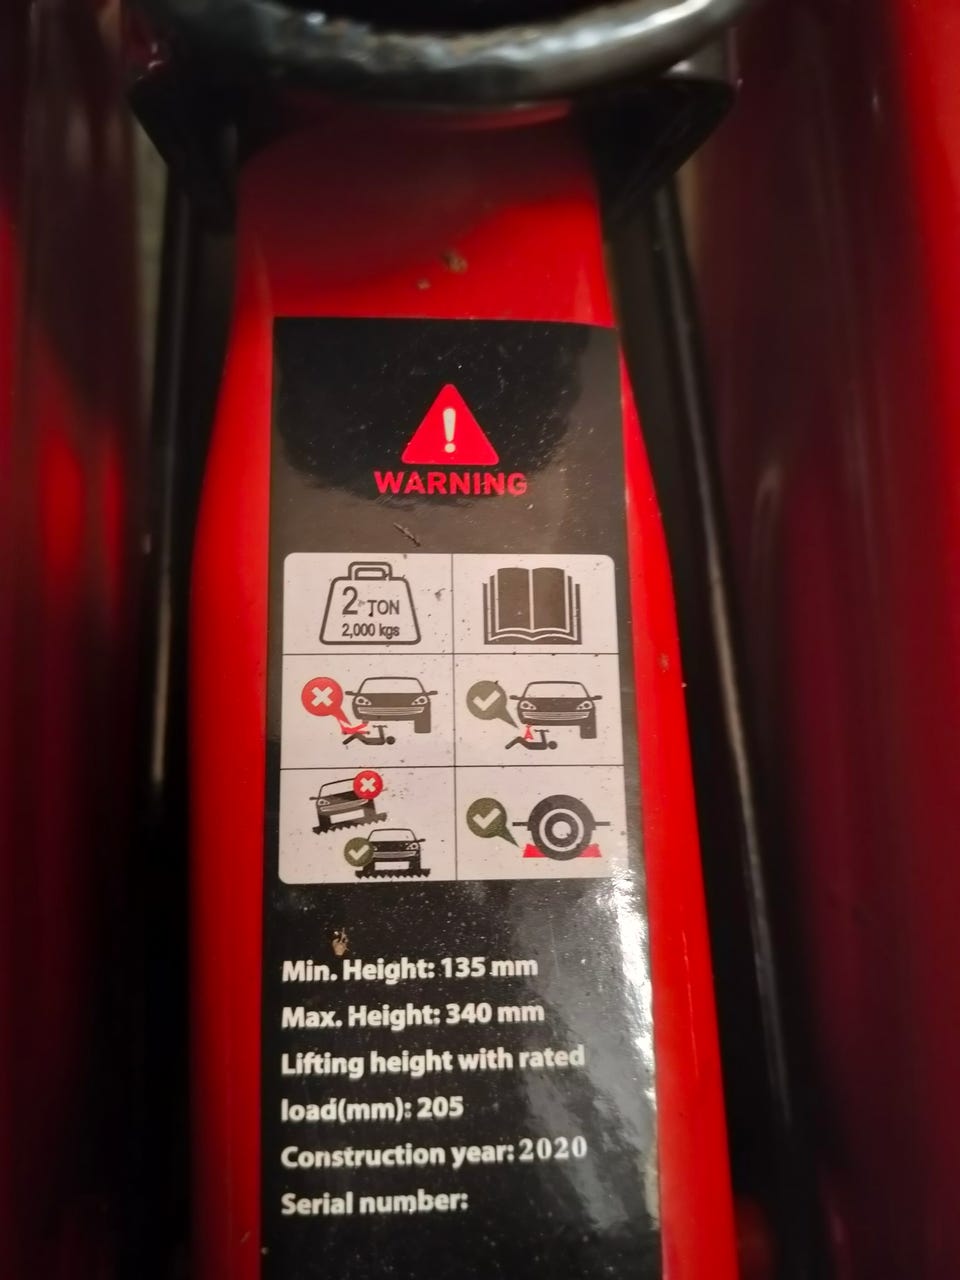 WARNING
2 TON
2,000 kgs
Min. Height: 135 mm
Max. Height: 340 mm
Lifting height with rated
load(mm): 205
Construction year: 2020
Serial number: